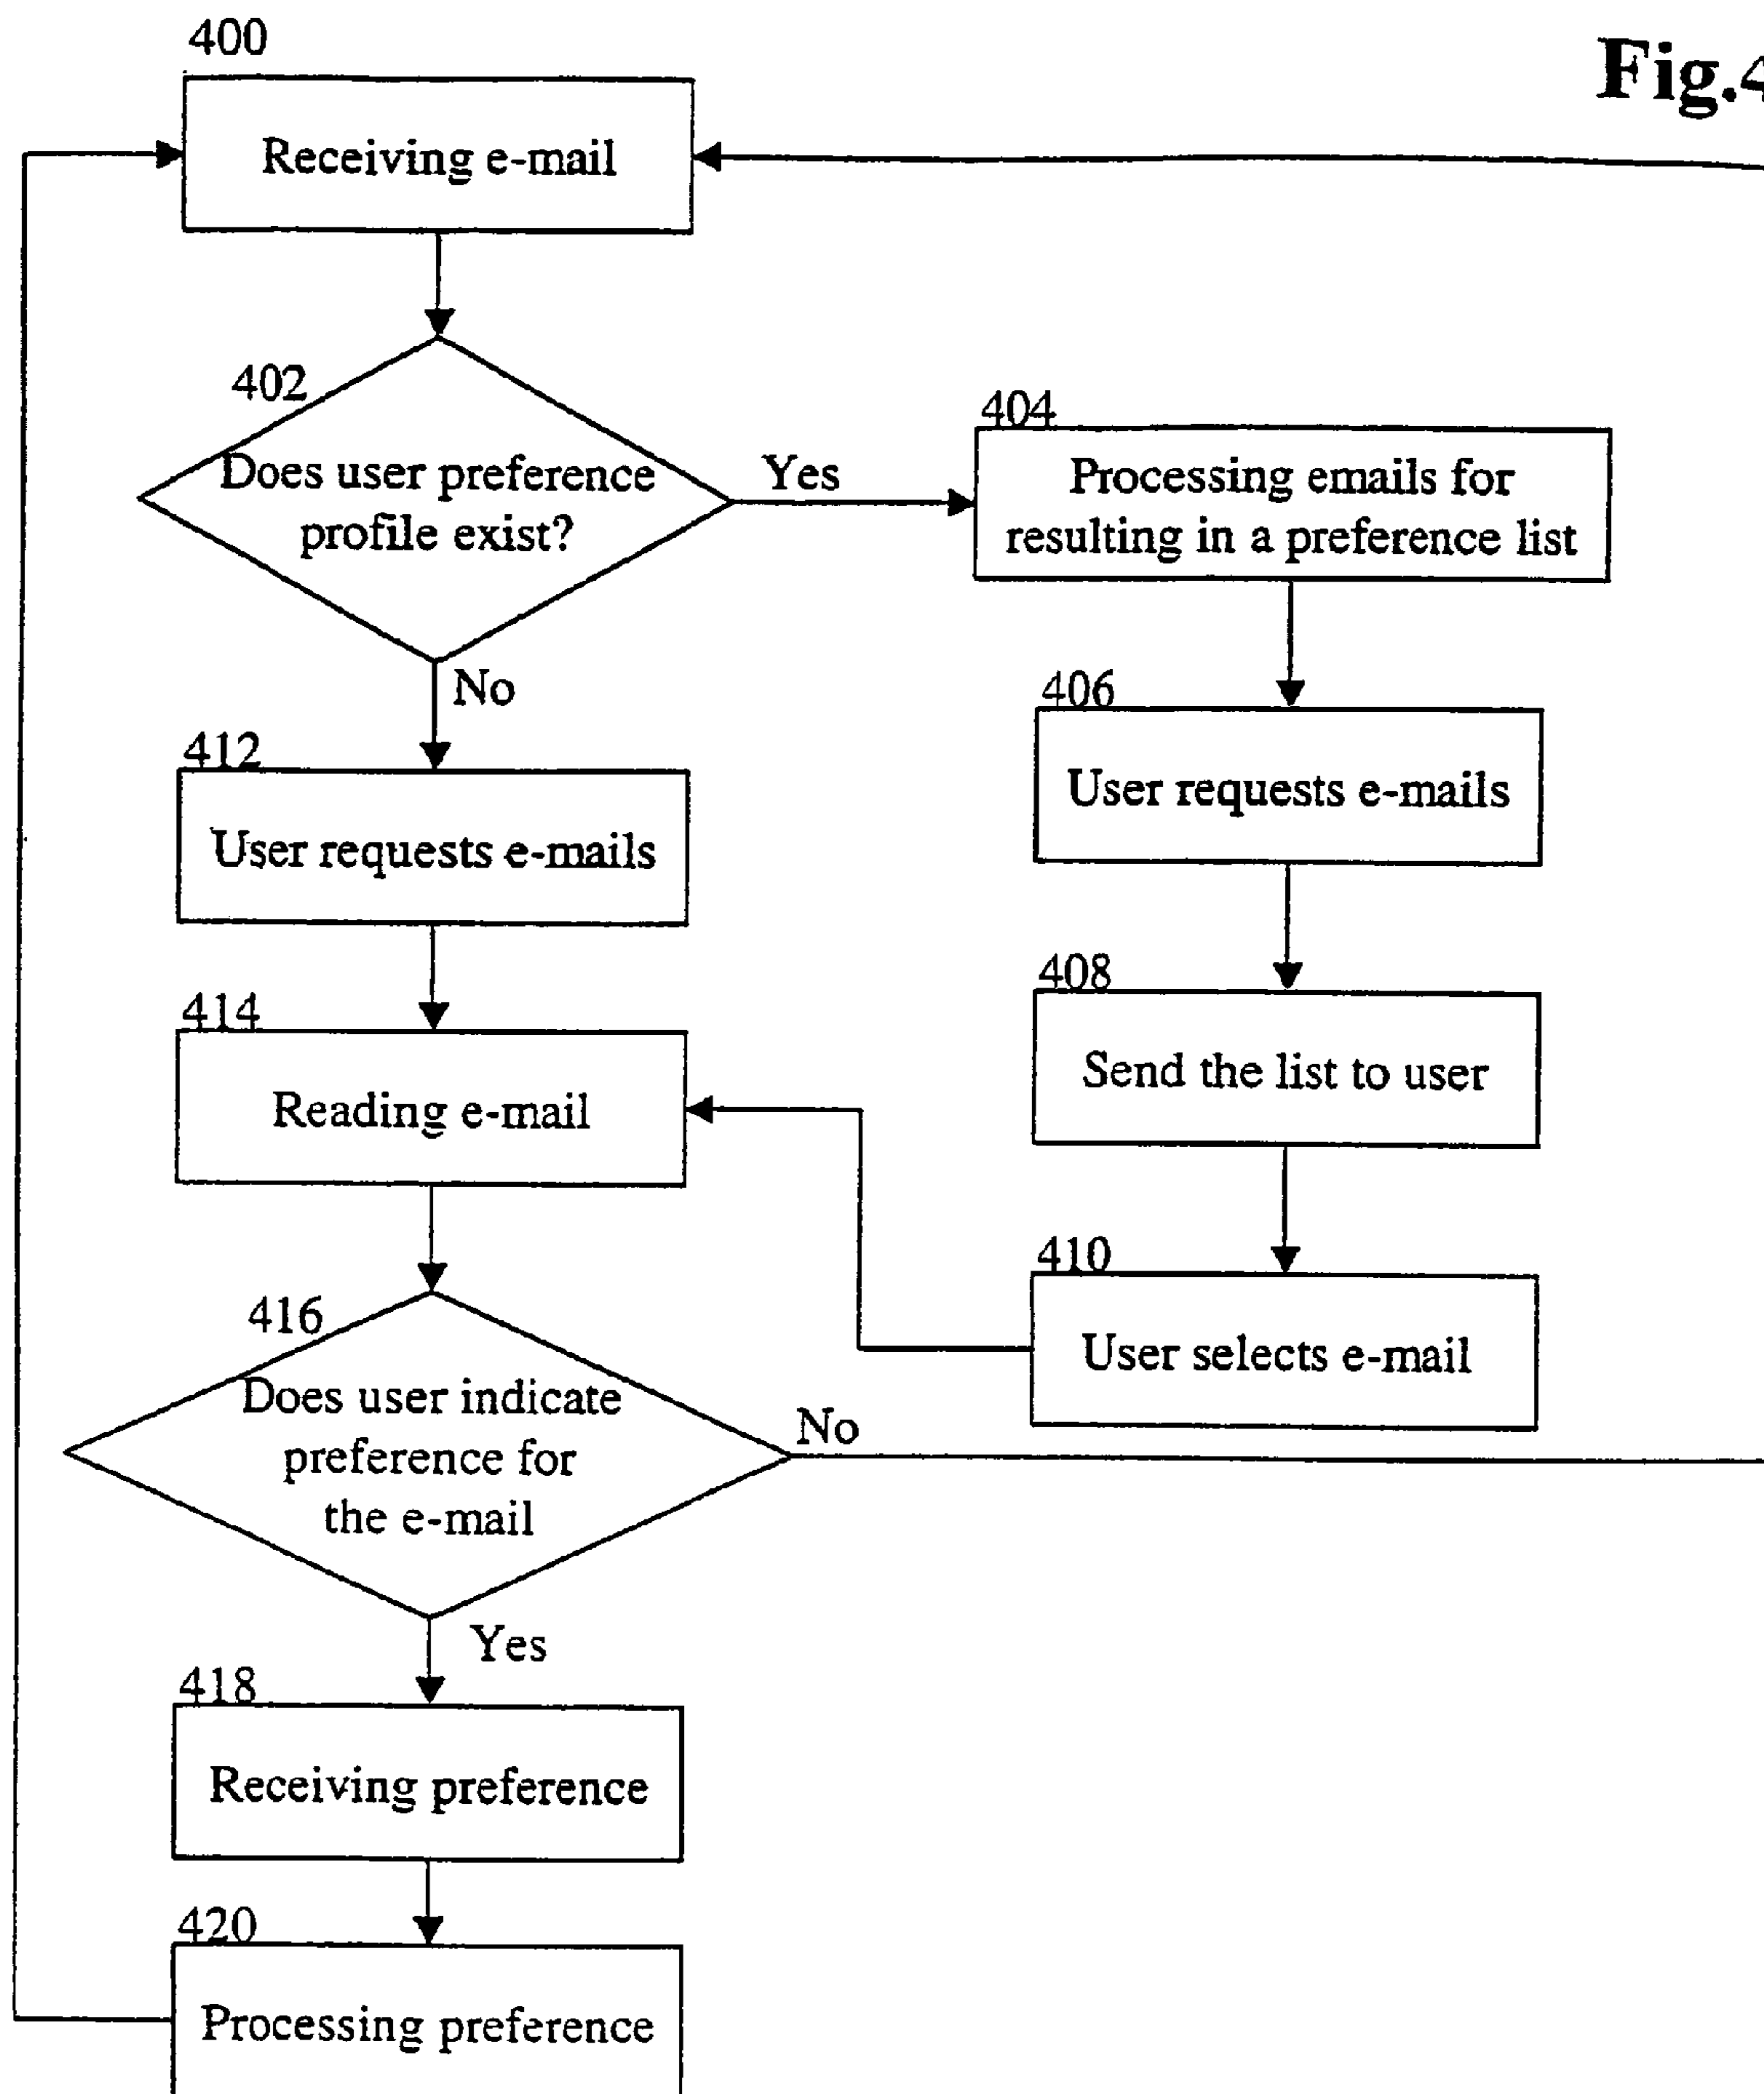 400
Fig.4
Receiving e-mail
402
Does user preference
profile exist?
Yes
404
Processing emails for
resulting in a preference list
No
406
User requests e-mails
412
User requests e-mails
408
Send the list to user
414
Reading e-mail
410
User selects e-mail
416
Does user indicate
preference for
the e-mail
No
Yes
418
Receiving preference
420
Processing preference